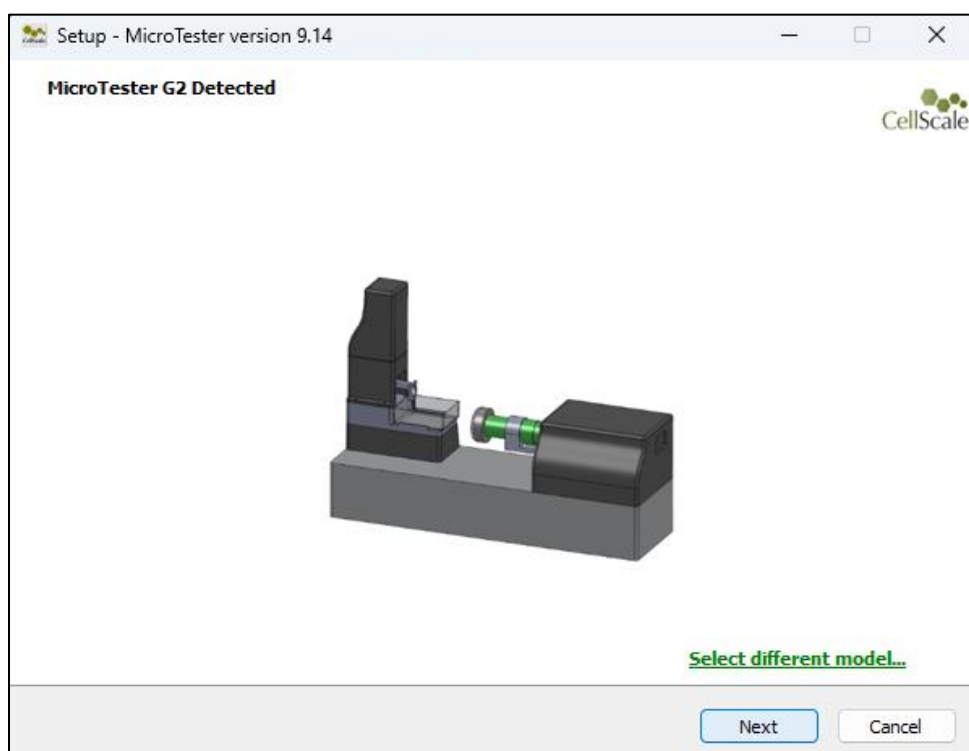 Setup - MicroTester version 9.14
MicroTester G2 Detected
CellScale
Select different model...
Next
Cancel